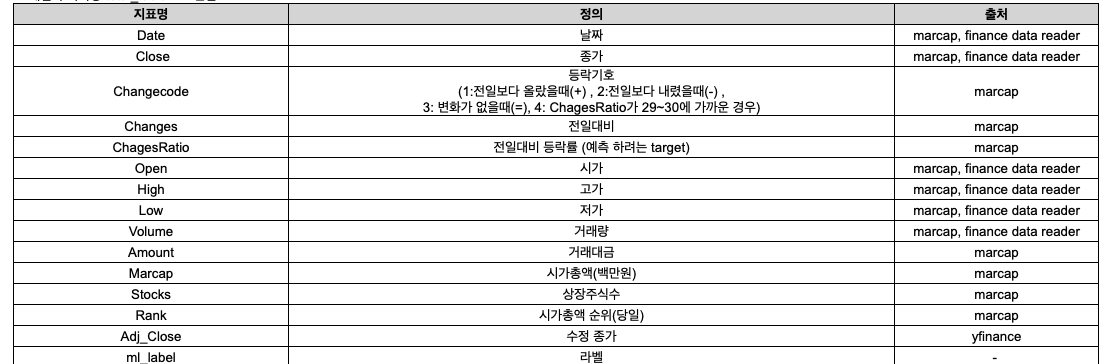 지표명 정의 출처
Date 날짜 marcap, finance data reader
Close 종가 marcap, finance data reader
Changecode 등락기호 (1:전일보다 올랐을때(+) , 2:전일보다 내렸을때(-) , 3: 변화가 없을때(=), 4: ChagesRatio가 29~30에 가까운 경우) marcap
Changes 전일대비 marcap
ChagesRatio 전일대비 등락률 (예측 하려는 target) marcap
Open 시가 marcap, finance data reader
High 고가 marcap, finance data reader
Low 저가 marcap, finance data reader
Volume 거래량 marcap, finance data reader
Amount 거래대금 marcap
Marcap 시가총액(백만원) marcap
Stocks 상장주식수 marcap
Rank 시가총액 순위(당일) marcap
Adj_Close 수정 종가 yfinance
ml_label 라벨 -